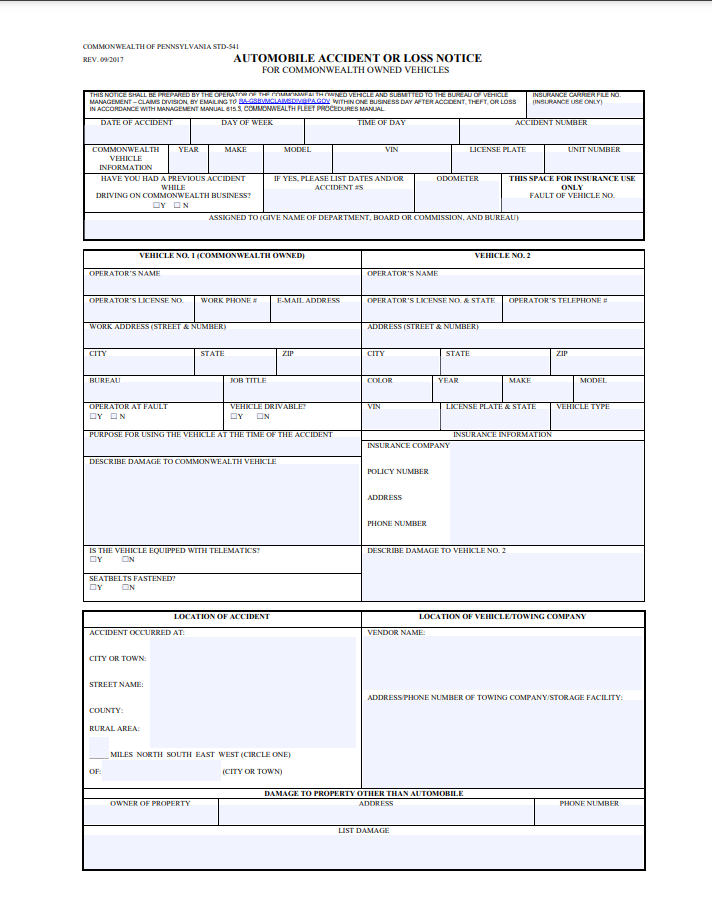 COMMONWEALTH OF PENNSYLVANIA STD-541
REV. 09/2017
AUTOMOBILE ACCIDENT OR LOSS NOTICE
FOR COMMONWEALTH OWNED VEHICLES
THIS NOTICE SHALL BE PREPARED BY THE OPERATOR OF THE COMMONWEALTH OWNED VEHICLE AND SUBMITTED TO THE BUREAU OF VEHICLE
MANAGEMENT – CLAIMS DIVISION, BY EMAILING TO RA-GSBVMCLAIMSDIV@PA.GOV WITHIN ONE BUSINESS DAY AFTER ACCIDENT, THEFT, OR LOSS
IN ACCORDANCE WITH MANAGEMENT MANUAL 615.3, COMMONWEALTH FLEET PROCEDURES MANUAL.
INSURANCE CARRIER FILE NO.
(INSURANCE USE ONLY)
DATE OF ACCIDENT DAY OF WEEK TIME OF DAY ACCIDENT NUMBER
COMMONWEALTH
VEHICLE
INFORMATION
YEAR MAKE MODEL VIN LICENSE PLATE UNIT NUMBER
HAVE YOU HAD A PREVIOUS ACCIDENT
WHILE
DRIVING ON COMMONWEALTH BUSINESS?
☐Y ☐ N
IF YES, PLEASE LIST DATES AND/OR
ACCIDENT #S
ODOMETER
THIS SPACE FOR INSURANCE USE
ONLY
FAULT OF VEHICLE NO.
ASSIGNED TO (GIVE NAME OF DEPARTMENT, BOARD OR COMMISSION, AND BUREAU)
VEHICLE NO. 1 (COMMONWEALTH OWNED) VEHICLE NO. 2
OPERATOR'S NAME OPERATOR'S NAME
OPERATOR'S LICENSE NO. WORK PHONE # E-MAIL ADDRESS OPERATOR'S LICENSE NO. & STATE OPERATOR'S TELEPHONE #
WORK ADDRESS (STREET & NUMBER) ADDRESS (STREET & NUMBER)
CITY STATE ZIP CITY STATE ZIP
BUREAU JOB TITLE COLOR YEAR MAKE MODEL
OPERATOR AT FAULT VEHICLE DRIVABLE? VIN LICENSE PLATE & STATE VEHICLE TYPE
☐Y ☐ N ☐Y ☐N
PURPOSE FOR USING THE VEHICLE AT THE TIME OF THE ACCIDENT INSURANCE INFORMATION
INSURANCE COMPANY
DESCRIBE DAMAGE TO COMMONWEALTH VEHICLE
POLICY NUMBER
ADDRESS
PHONE NUMBER
IS THE VEHICLE EQUIPPED WITH TELEMATICS? DESCRIBE DAMAGE TO VEHICLE NO. 2
☐Y ☐N
SEATBELTS FASTENED?
☐Y ☐N
LOCATION OF ACCIDENT LOCATION OF VEHICLE/TOWING COMPANY
ACCIDENT OCCURRED AT: VENDOR NAME:
CITY OR TOWN:
STREET NAME:
ADDRESS/PHONE NUMBER OF TOWING COMPANY/STORAGE FACILITY:
COUNTY:
RURAL AREA:
____ MILES NORTH SOUTH EAST WEST (CIRCLE ONE)
OF: (CITY OR TOWN)
DAMAGE TO PROPERTY OTHER THAN AUTOMOBILE
OWNER OF PROPERTY ADDRESS PHONE NUMBER
LIST DAMAGE